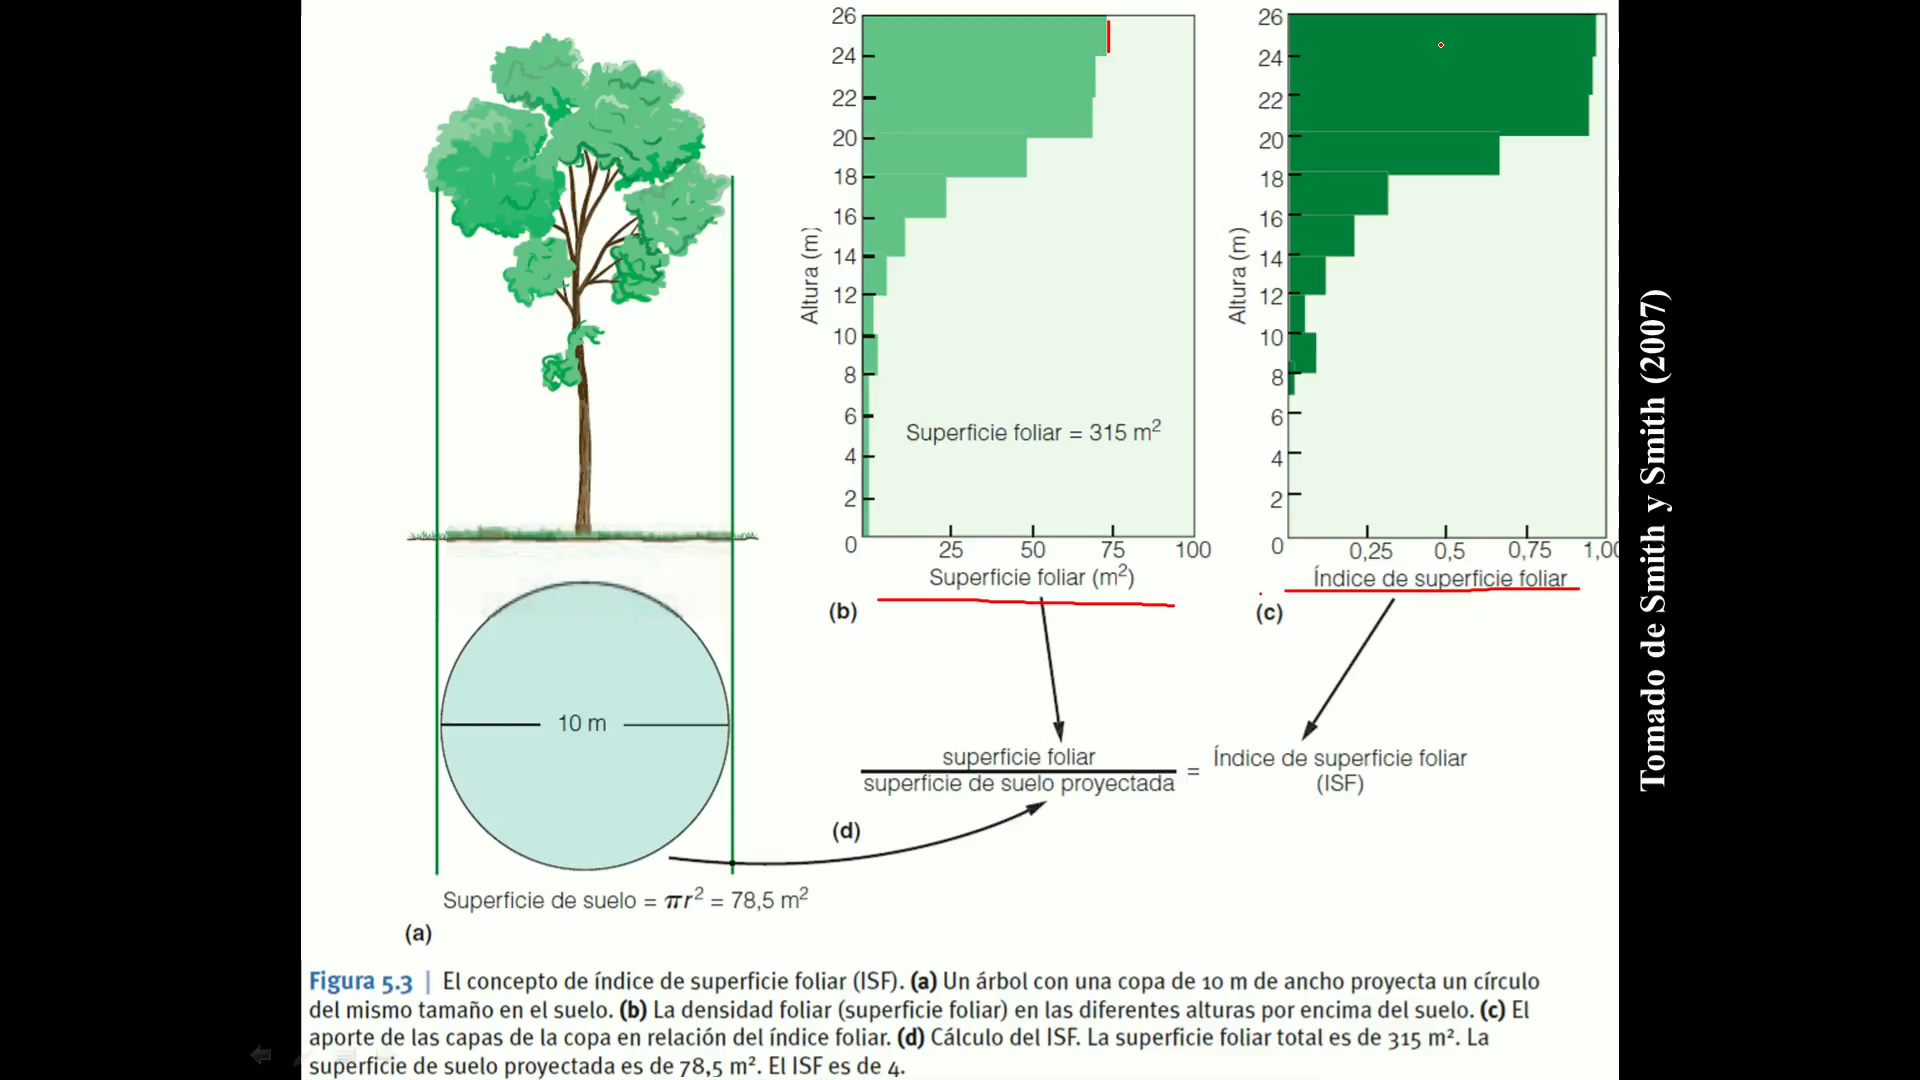 26
24
22
20
18
16
14
12
10
8
6
4
2
0
Altura (m)
Superficie foliar = 315 m²
25 50 75 100
Superficie foliar (m²)
(b)
26
24
22
20
18
16
14
12
10
8
6
4
2
0
Altura (m)
0,25 0,5 0,75 1,00
Índice de superficie foliar
(c)
10 m
Superficie de suelo = πr² = 78,5 m²
(a)
superficie foliar
superficie de suelo proyectada
=
Índice de superficie foliar
(ISF)
(d)
Figura 5.3 | El concepto de índice de superficie foliar (ISF). (a) Un árbol con una copa de 10 m de ancho proyecta un círculo
del mismo tamaño en el suelo. (b) La densidad foliar (superficie foliar) en las diferentes alturas por encima del suelo. (c) El
aporte de las capas de la copa en relación del índice foliar. (d) Cálculo del ISF. La superficie foliar total es de 315 m². La
superficie de suelo proyectada es de 78,5 m². El ISF es de 4.
Tomado de Smith y Smith (2007)